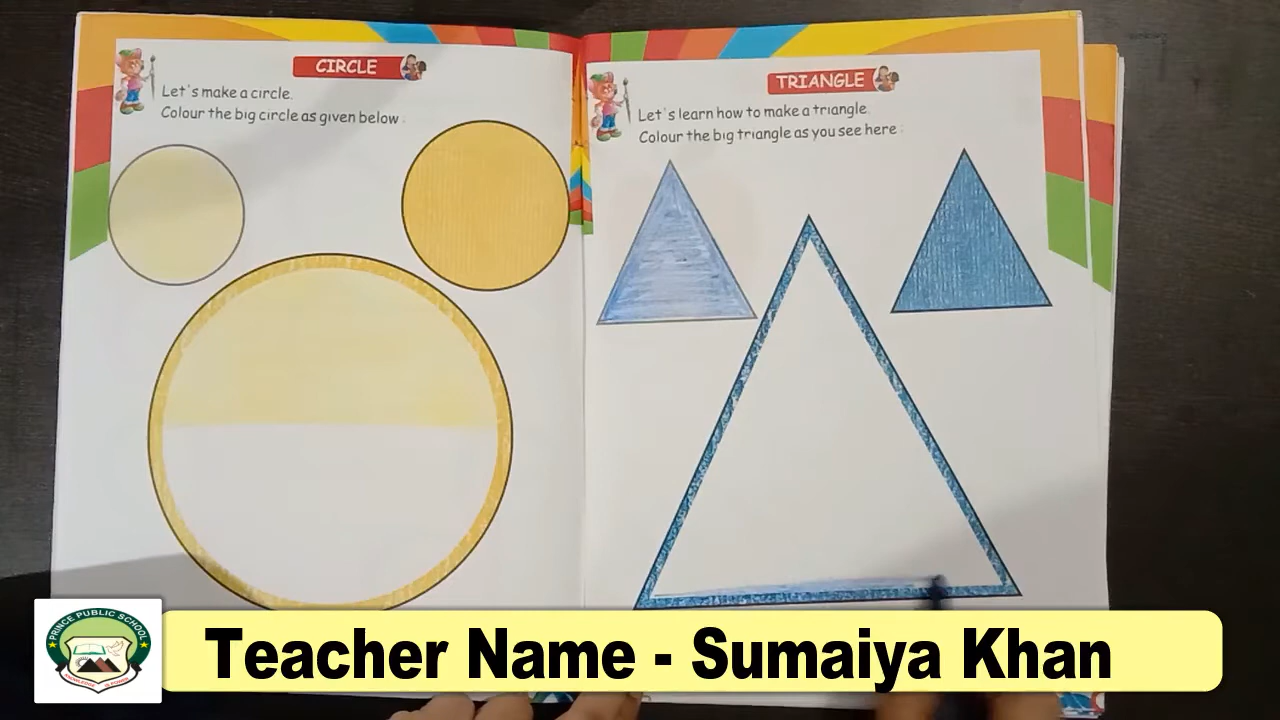 CIRCLE
Let's make a circle.
Colour the big circle as given below :
TRIANGLE
Let's learn how to make a triangle.
Colour the big triangle as you see here :
PRINCE PUBLIC SCHOOL
Teacher Name - Sumaiya Khan